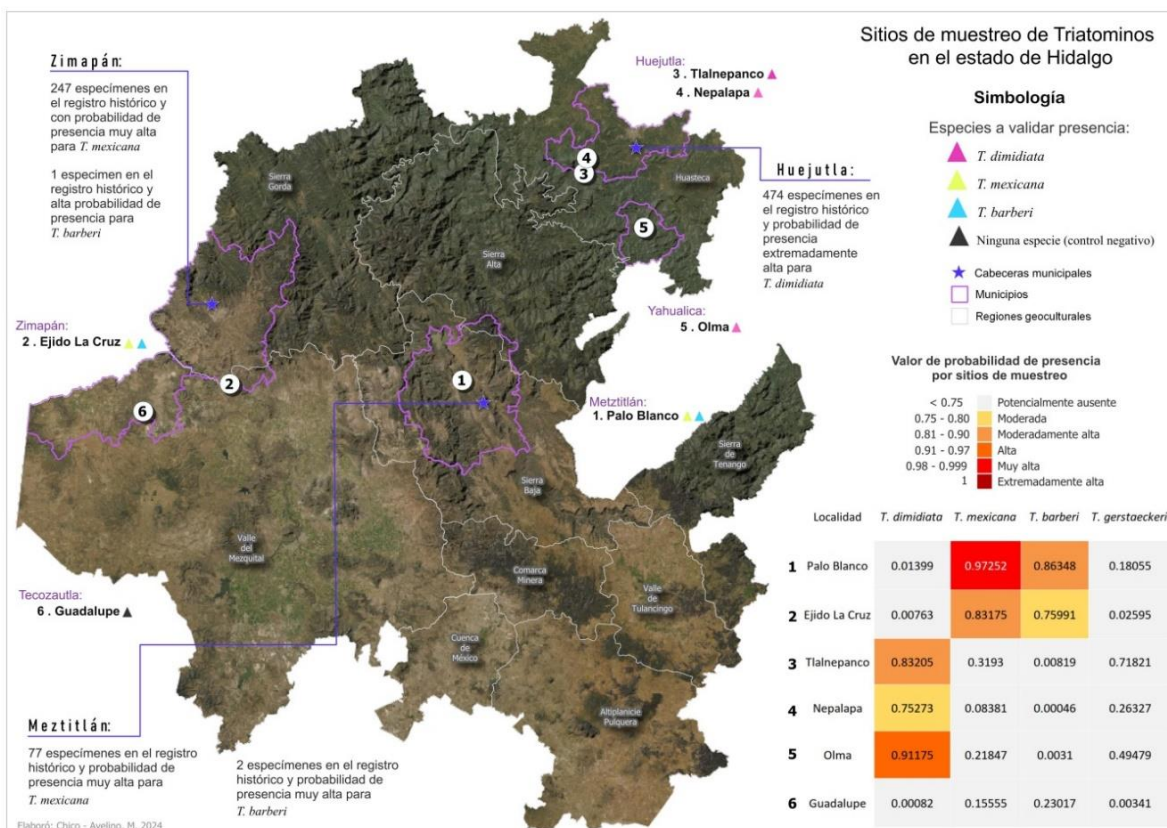 Sitios de muestreo de Triatominos
en el estado de Hidalgo
Zimapán:
247 especímenes en
el registro histórico y
con probabilidad de
presencia muy alta
para T. mexicana
1 especimen en el
registro histórico y
alta probabilidad de
presencia para
T. barberi
Huejutla:
3 . Tlalnepanco
4 . Nepalapa
Huejutla:
474 especímenes en
el registro histórico
y probabilidad de
presencia
extremadamente
alta para
T. dimidiata
Simbología
Especies a validar presencia:
T. dimidiata
T. mexicana
T. barberi
Ninguna especie (control negativo)
Cabeceras municipales
Municipios
Regiones geoculturales
Sierra
Gorda
Huasteca
Sierra
Alta
4
3
5
1
2
6
Zimapán:
2 . Ejido La Cruz
Yahualica:
5 . Olma
Metztitlán:
1. Palo Blanco
Sierra
de
Tenango
Sierra
Baja
Valle
del
Mezquital
Comarca
Minera
Valle
de
Tulancingo
Cuenca
de
México
Altiplanicie
Pulquera
Tecozautla:
6 . Guadalupe
Meztitlán:
77 especímenes en el registro
histórico y probabilidad de
presencia muy alta para
T. mexicana
2 especímenes en el registro
histórico y probabilidad de
presencia muy alta para
T. barberi
Elaboró: Chico - Avelino, M. 2024
Valor de probabilidad de presencia
por sitios de muestreo
< 0.75 Potencialmente ausente
0.75 - 0.80 Moderada
0.81 - 0.90 Moderadamente alta
0.91 - 0.97 Alta
0.98 - 0.999 Muy alta
1 Extremadamente alta
Localidad T. dimidiata T. mexicana T. barberi T. gerstaeckeri
1 Palo Blanco 0.01399 0.97252 0.86348 0.18055
2 Ejido La Cruz 0.00763 0.83175 0.75991 0.02595
3 Tlalnepanco 0.83205 0.3193 0.00819 0.71821
4 Nepalapa 0.75273 0.08381 0.00046 0.26327
5 Olma 0.91175 0.21847 0.0031 0.49479
6 Guadalupe 0.00082 0.15555 0.23017 0.00341